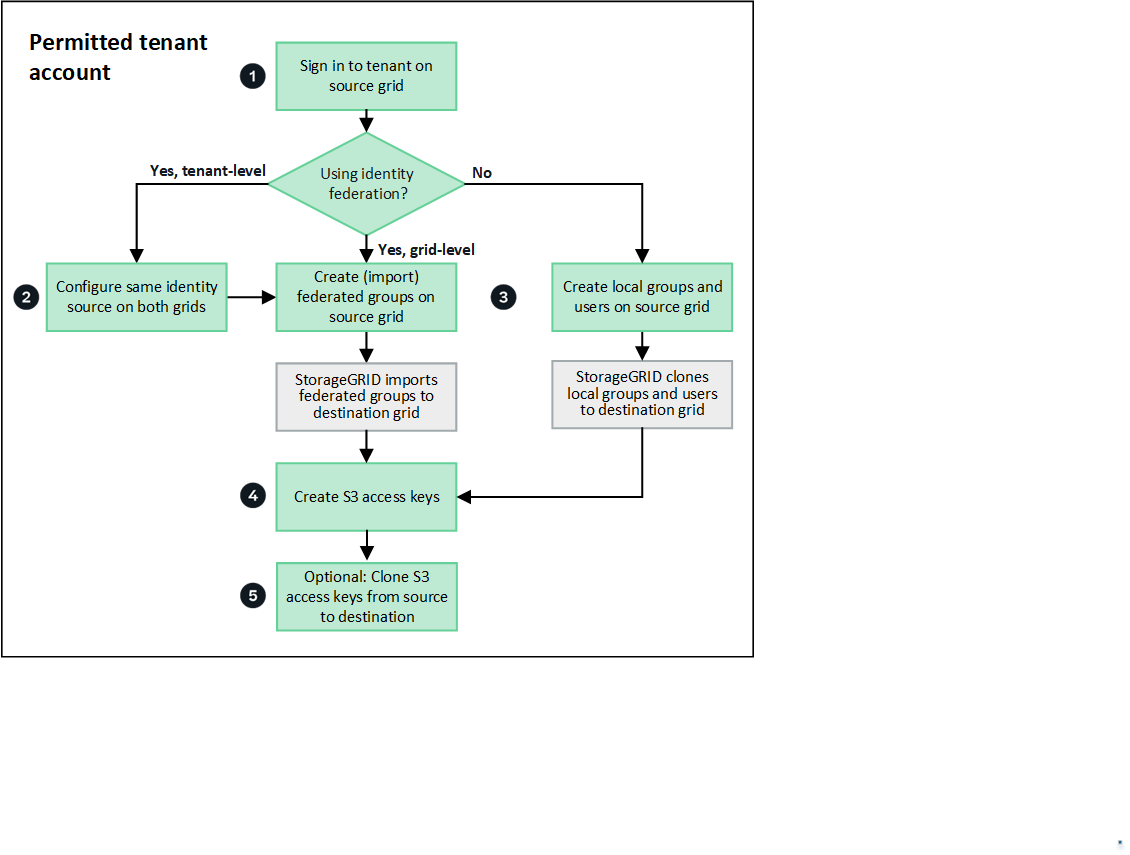 Permitted tenant
account
1
Sign in to tenant on
source grid
Using identity
federation?
Yes, tenant-level
No
Yes, grid-level
2
Configure same identity
source on both grids
Create (import)
federated groups on
source grid
3
Create local groups and
users on source grid
StorageGRID imports
federated groups to
destination grid
StorageGRID clones
local groups and users
to destination grid
4
Create S3 access keys
5
Optional: Clone S3
access keys from source
to destination